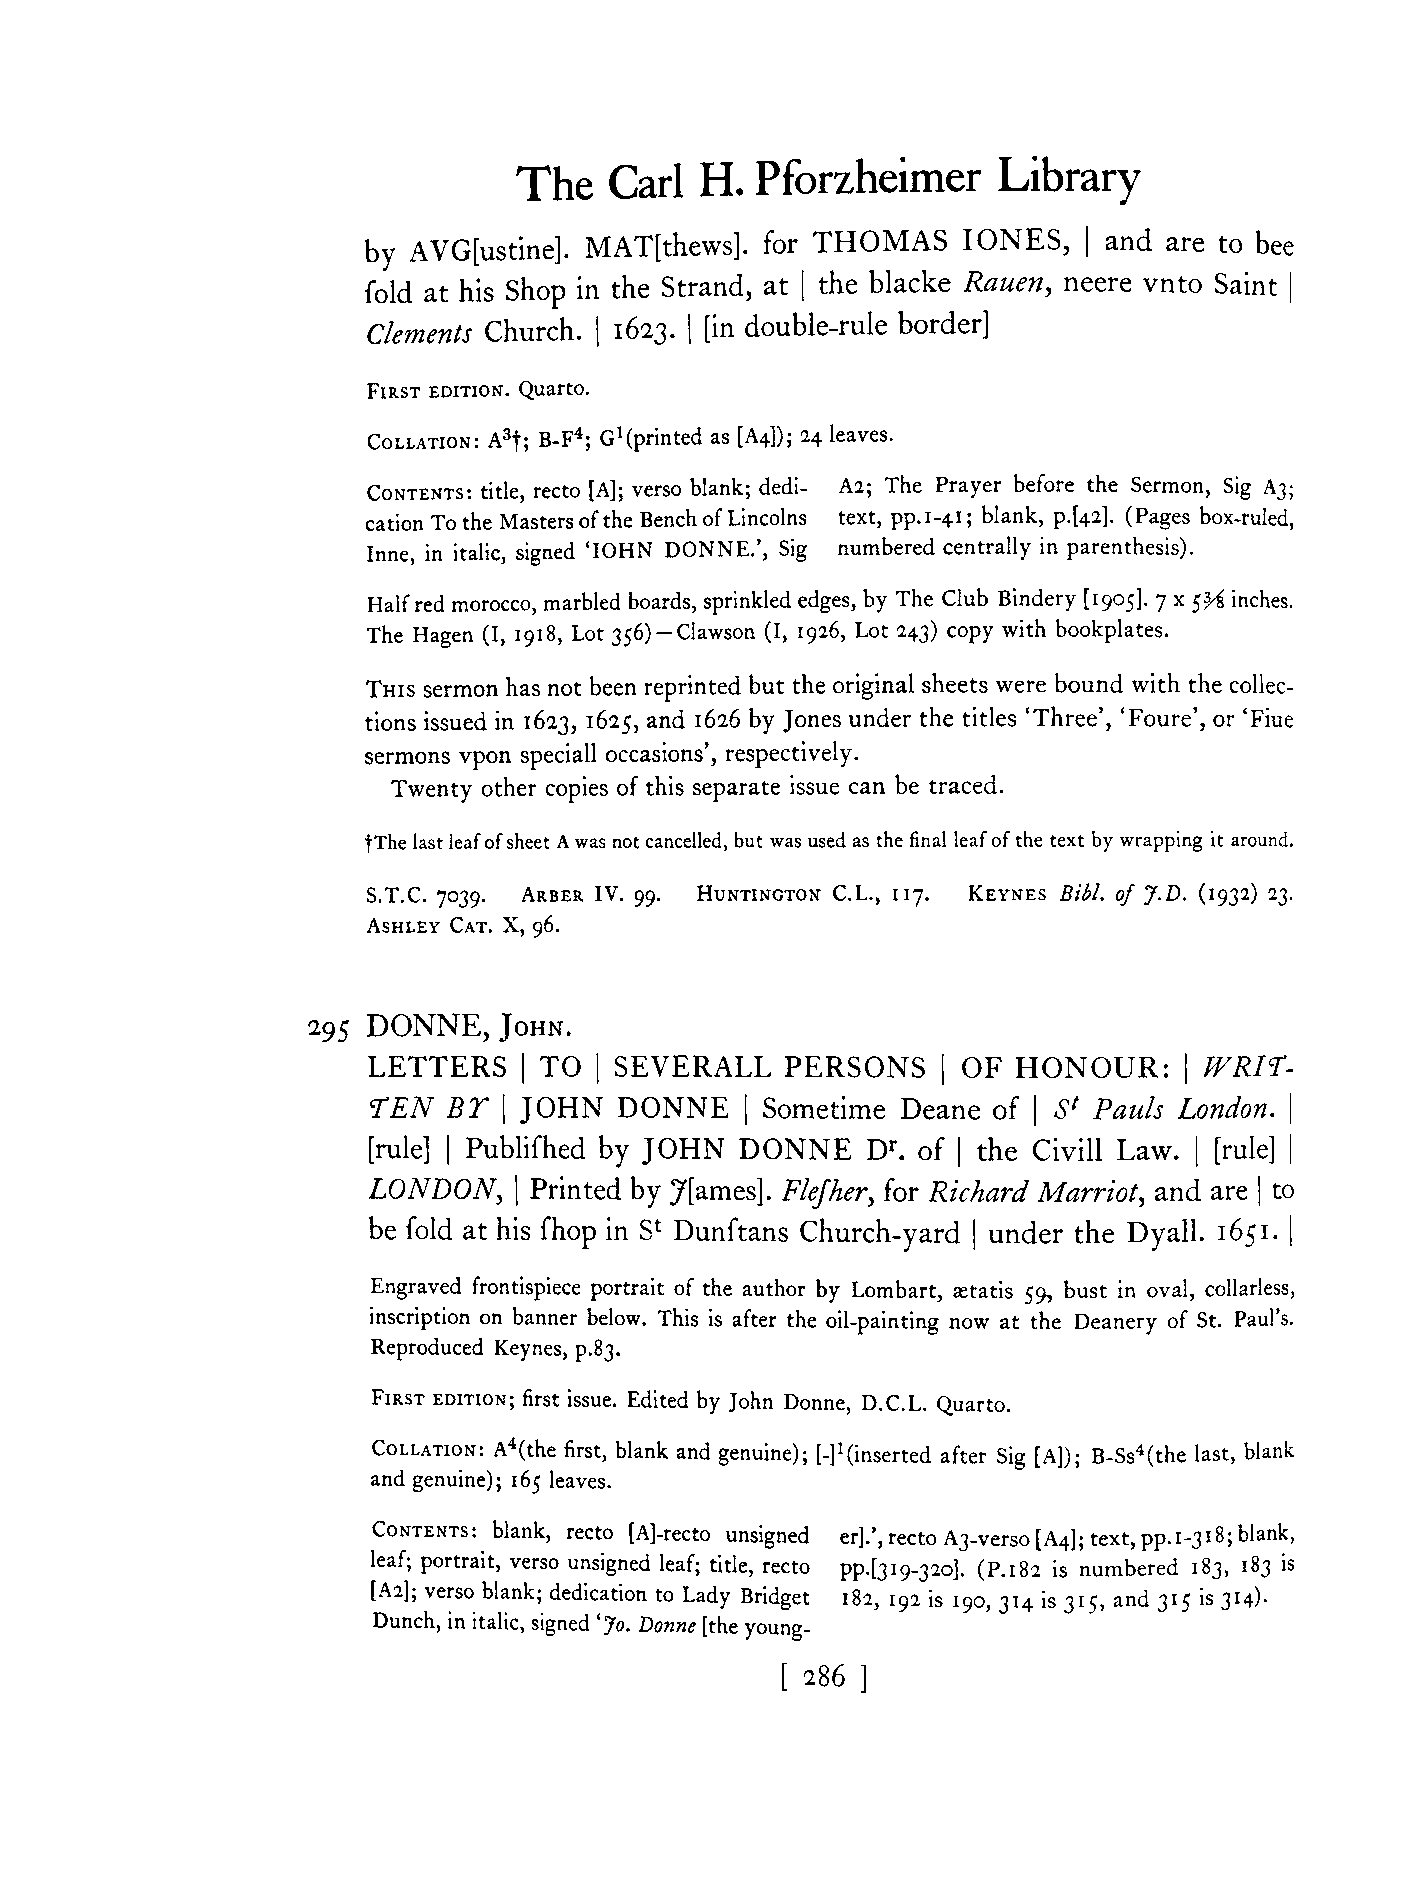 The Carl H. Pforzheimer Library
by AVG[ustine]. MAT[thews]. for THOMAS IONES, | and are to bee
ſold at his Shop in the Strand, at | the blacke Rauen, neere vnto Saint |
Clements Church. | 1623. | [in double-rule border]
First edition. Quarto.
Collation: A³†; B-F⁴; G¹(printed as [A4]); 24 leaves.
Contents: title, recto [A]; verso blank; dedi-
cation To the Masters of the Bench of Lincolns
Inne, in italic, signed ‘IOHN DONNE.’, Sig
A2; The Prayer before the Sermon, Sig A3;
text, pp.1-41; blank, p.[42]. (Pages box-ruled,
numbered centrally in parenthesis).
Half red morocco, marbled boards, sprinkled edges, by The Club Bindery [1905]. 7 x 5⅜ inches.
The Hagen (I, 1918, Lot 356)—Clawson (I, 1926, Lot 243) copy with bookplates.
This sermon has not been reprinted but the original sheets were bound with the collec-
tions issued in 1623, 1625, and 1626 by Jones under the titles ‘Three’, ‘Foure’, or ‘Fiue
sermons vpon speciall occasions’, respectively.
Twenty other copies of this separate issue can be traced.
†The last leaf of sheet A was not cancelled, but was used as the final leaf of the text by wrapping it around.
S.T.C. 7039. Arber IV. 99. Huntington C.L., 117. Keynes Bibl. of J.D. (1932) 23.
Ashley Cat. X, 96.
295 DONNE, John.
LETTERS | TO | SEVERALL PERSONS | OF HONOUR: | WRIT-
TEN BY | JOHN DONNE | Sometime Deane of | Sᵗ Pauls London. |
[rule] | Publiſhed by JOHN DONNE Dʳ. of | the Civill Law. | [rule] |
LONDON, | Printed by J[ames]. Fleſher, for Richard Marriot, and are | to
be ſold at his ſhop in Sᵗ Dunſtans Church-yard | under the Dyall. 1651. |
Engraved frontispiece portrait of the author by Lombart, ætatis 59, bust in oval, collarless,
inscription on banner below. This is after the oil-painting now at the Deanery of St. Paul’s.
Reproduced Keynes, p.83.
First edition; first issue. Edited by John Donne, D.C.L. Quarto.
Collation: A⁴(the first, blank and genuine); [-]¹(inserted after Sig [A]); B-Ss⁴(the last, blank
and genuine); 165 leaves.
Contents: blank, recto [A]-recto unsigned
leaf; portrait, verso unsigned leaf; title, recto
[A2]; verso blank; dedication to Lady Bridget
Dunch, in italic, signed ‘Jo. Donne [the young-
er].’, recto A3-verso [A4]; text, pp.1-318; blank,
pp.[319-320]. (P.182 is numbered 183, 183 is
182, 192 is 190, 314 is 315, and 315 is 314).
[ 286 ]